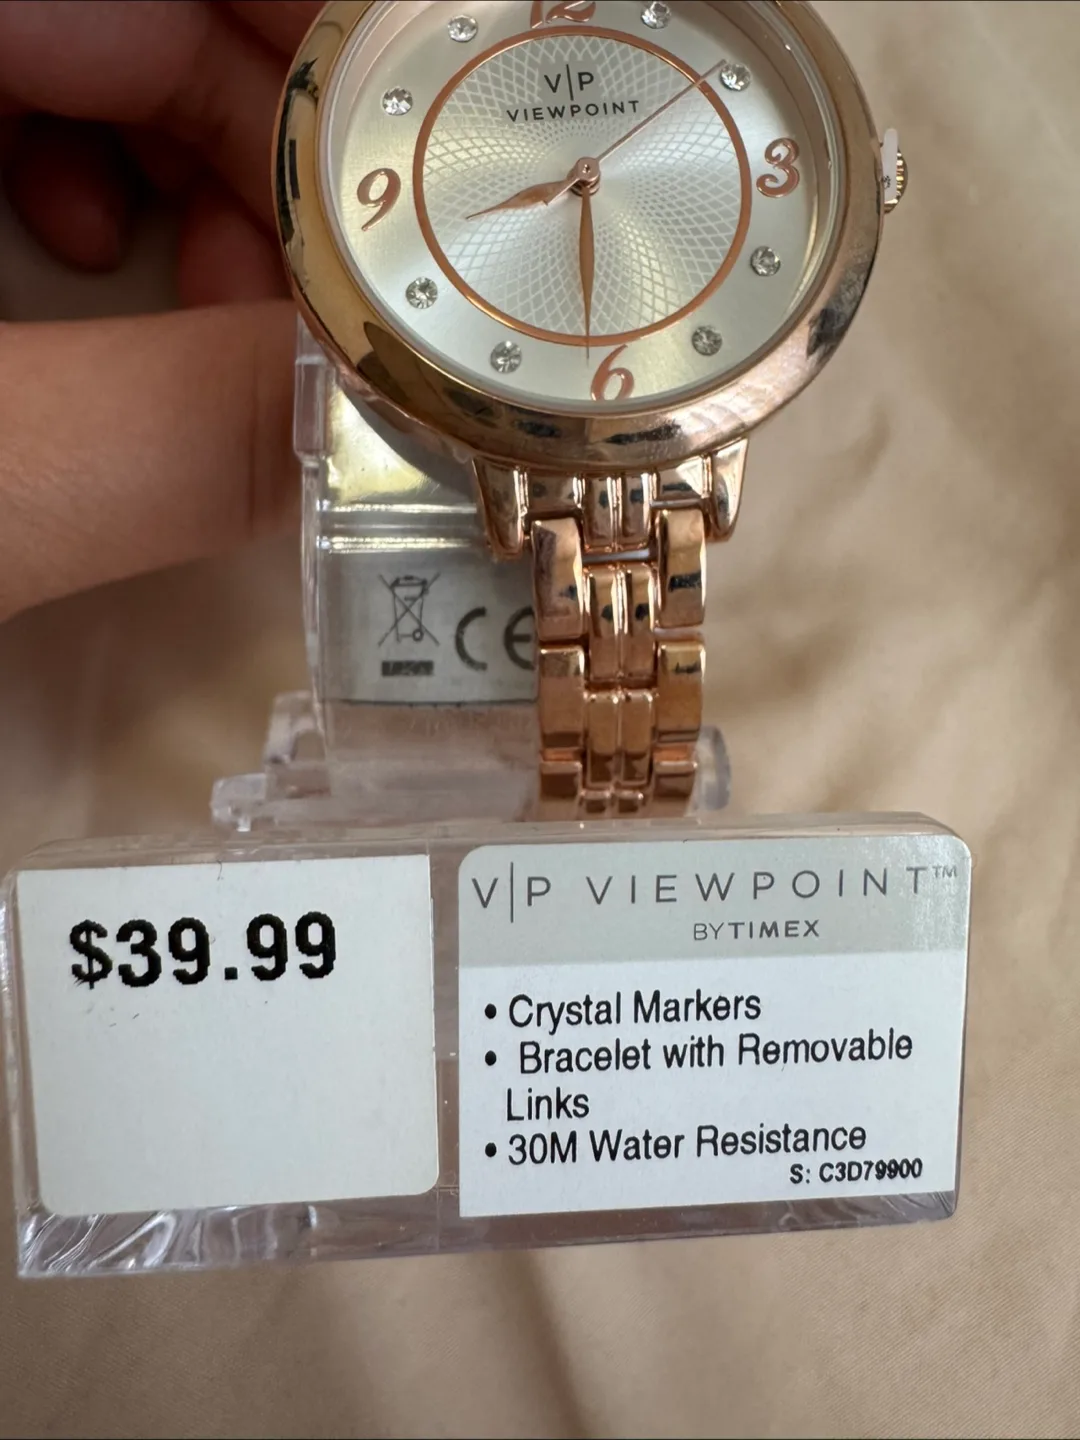 12
V|P
VIEWPOINT
9
3
6
CE
$39.99
V|P VIEWPOINT™
BY TIMEX
• Crystal Markers
• Bracelet with Removable
Links
• 30M Water Resistance
S: C3D79900